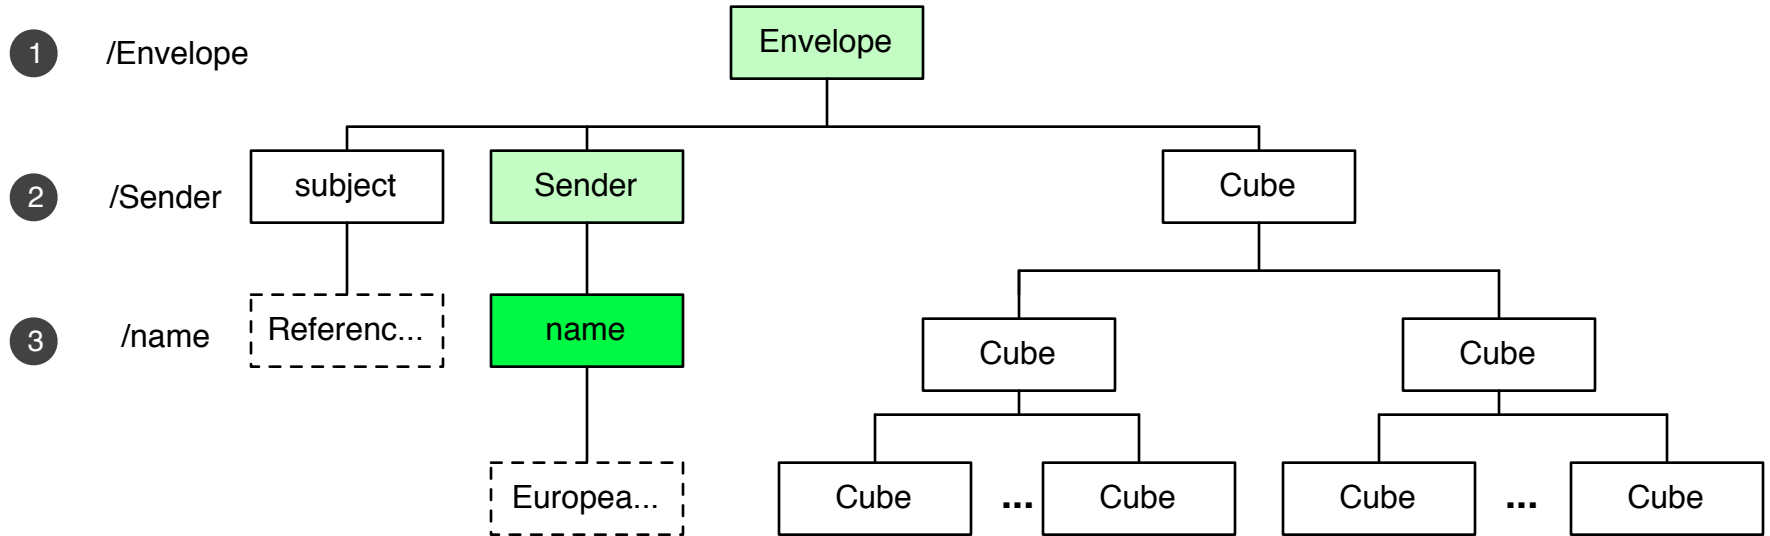 Envelope
1 /Envelope
2 /Sender subject Sender Cube
3 /name Referenc... name Cube Cube
Europea... Cube ... Cube Cube ... Cube